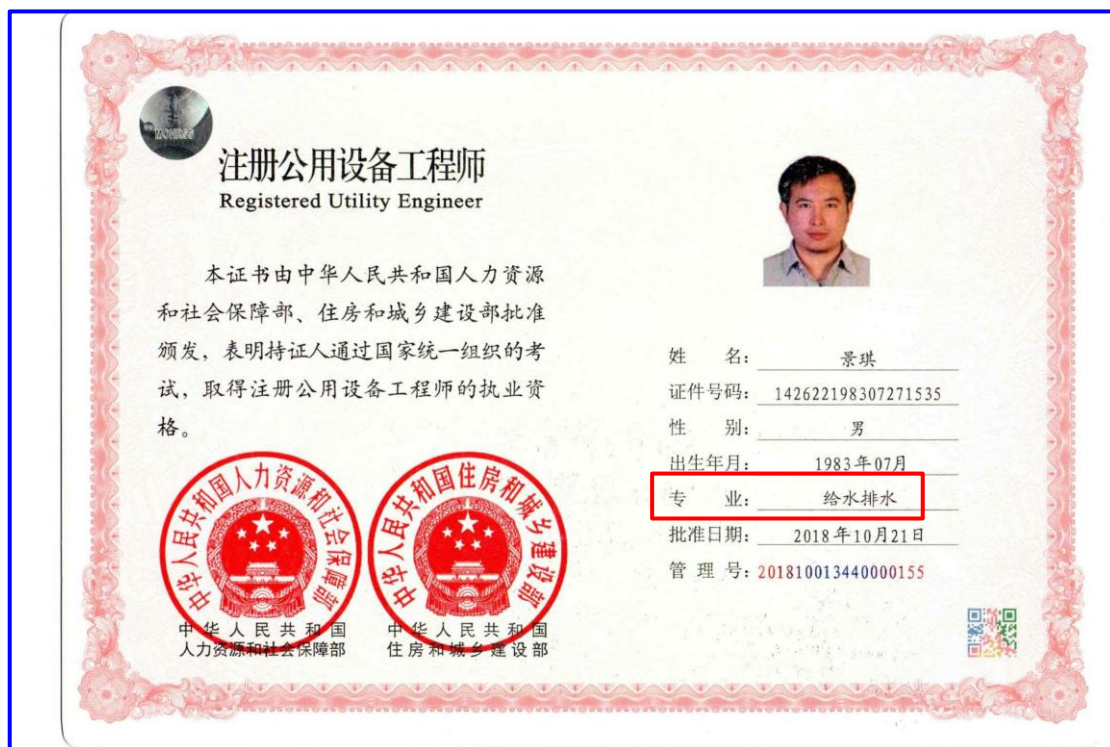 MOHRSS
注册公用设备工程师
Registered Utility Engineer
本证书由中华人民共和国人力资源
和社会保障部、住房和城乡建设部批准
颁发，表明持证人通过国家统一组织的考
试，取得注册公用设备工程师的执业资
格。
中华人民共和国人力资源和社会保障部
中华人民共和国住房和城乡建设部
中华人民共和国
人力资源和社会保障部
中华人民共和国
住房和城乡建设部
姓 名： 景琪
证件号码： 142622198307271535
性 别： 男
出生年月： 1983年07月
专 业： 给水排水
批准日期： 2018年10月21日
管 理 号：201810013440000155